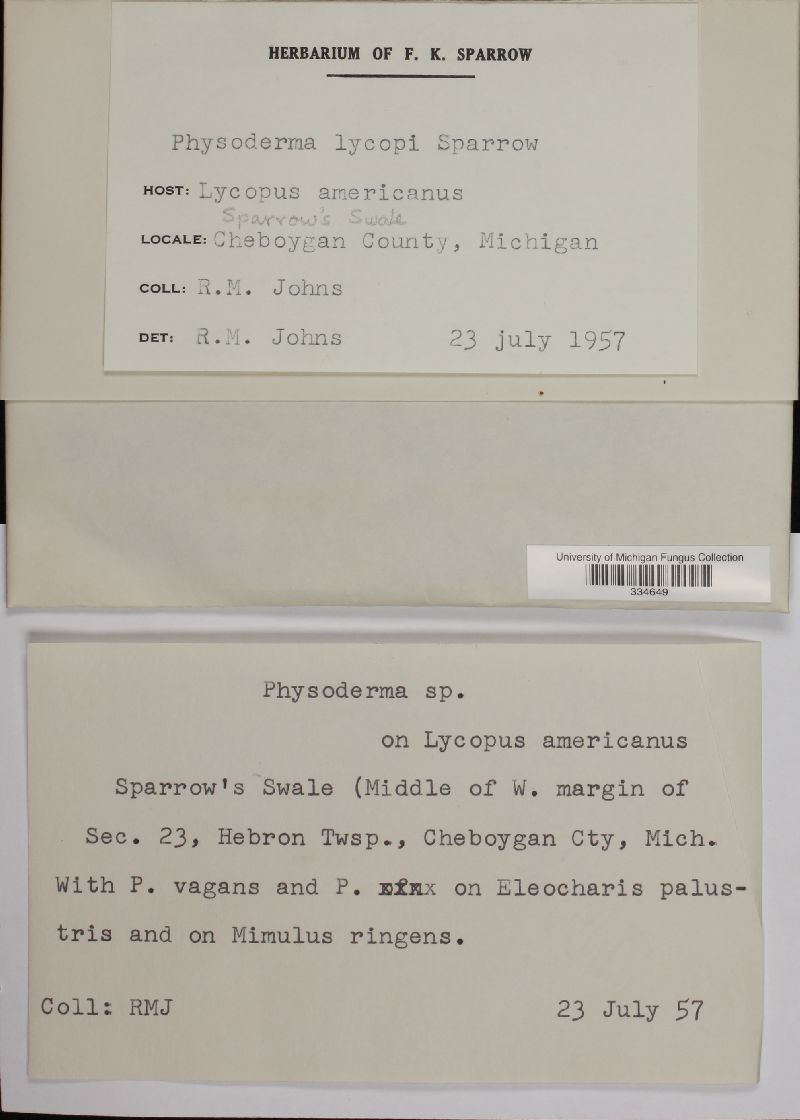 HERBARIUM OF F. K. SPARROW
Physoderma lycopi Sparrow
HOST: Lycopus americanus
Sparrow's Swale
LOCALE: Cheboygan County, Michigan
COLL: R.M. Johns
DET: R.M. Johns 23 july 1957
University of Michigan Fungus Collection
334649
Physoderma sp.
on Lycopus americanus
Sparrow's Swale (Middle of W. margin of
Sec. 23, Hebron Twsp., Cheboygan Cty, Mich.
With P. vagans and P. on Eleocharis palus-
tris and on Mimulus ringens.
Coll: RMJ 23 July 57